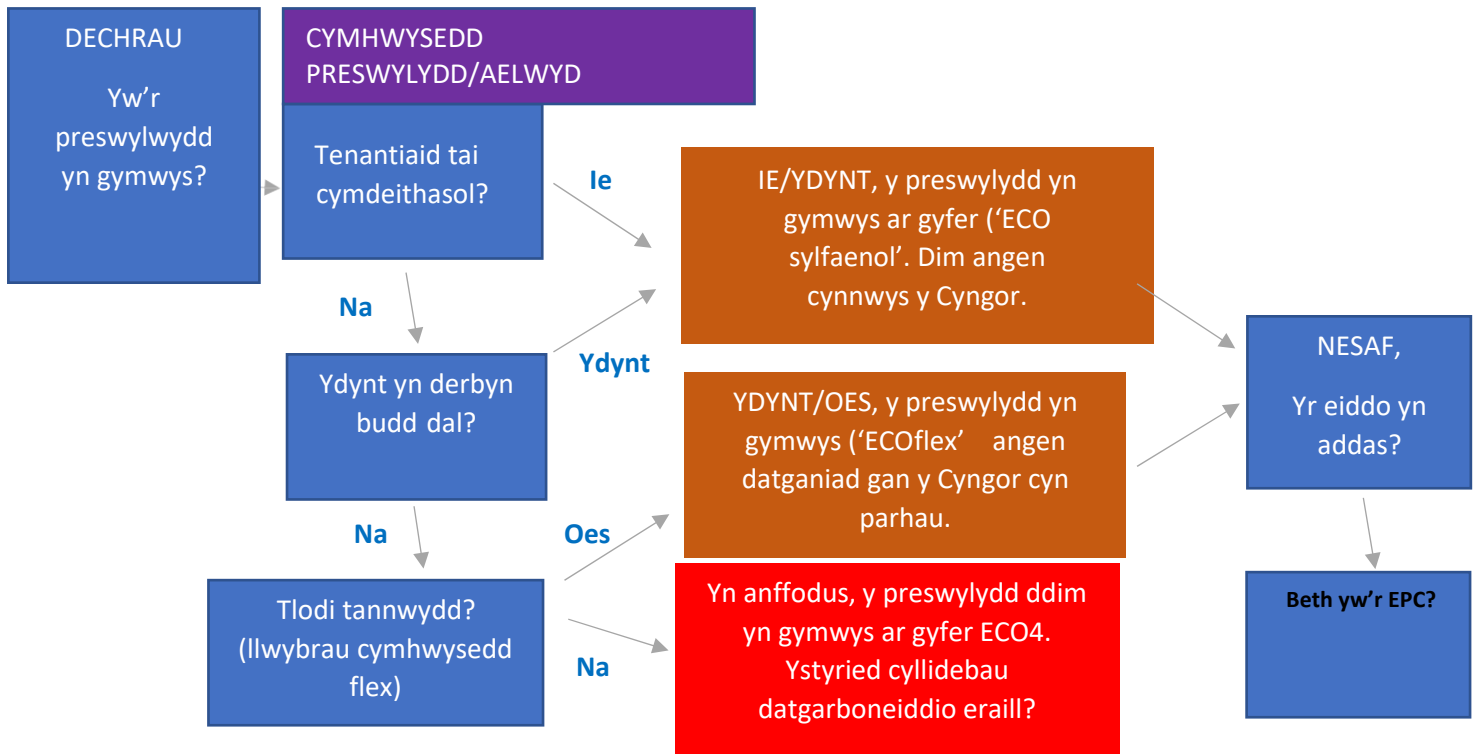 DECHRAU
Yw'r
preswylwydd
yn gymwys?
CYMHWYSEDD
PRESWYLYDD/AELWYD
Tenantiaid tai
cymdeithasol?
Ie
IE/YDYNT, y preswylydd yn
gymwys ar gyfer (‘ECO
sylfaenol’. Dim angen
cynnwys y Cyngor.
Na
Ydynt yn derbyn
budd dal?
Ydynt
YDYNT/OES, y preswylydd yn
gymwys (‘ECOflex’ angen
datganiad gan y Cyngor cyn
parhau.
NESAF,
Yr eiddo yn
addas?
Na
Oes
Tlodi tannwydd?
(llwybrau cymhwysedd
flex)
Na
Yn anffodus, y preswylydd ddim
yn gymwys ar gyfer ECO4.
Ystyried cyllidebau
datgarboneiddio eraill?
Beth yw'r EPC?